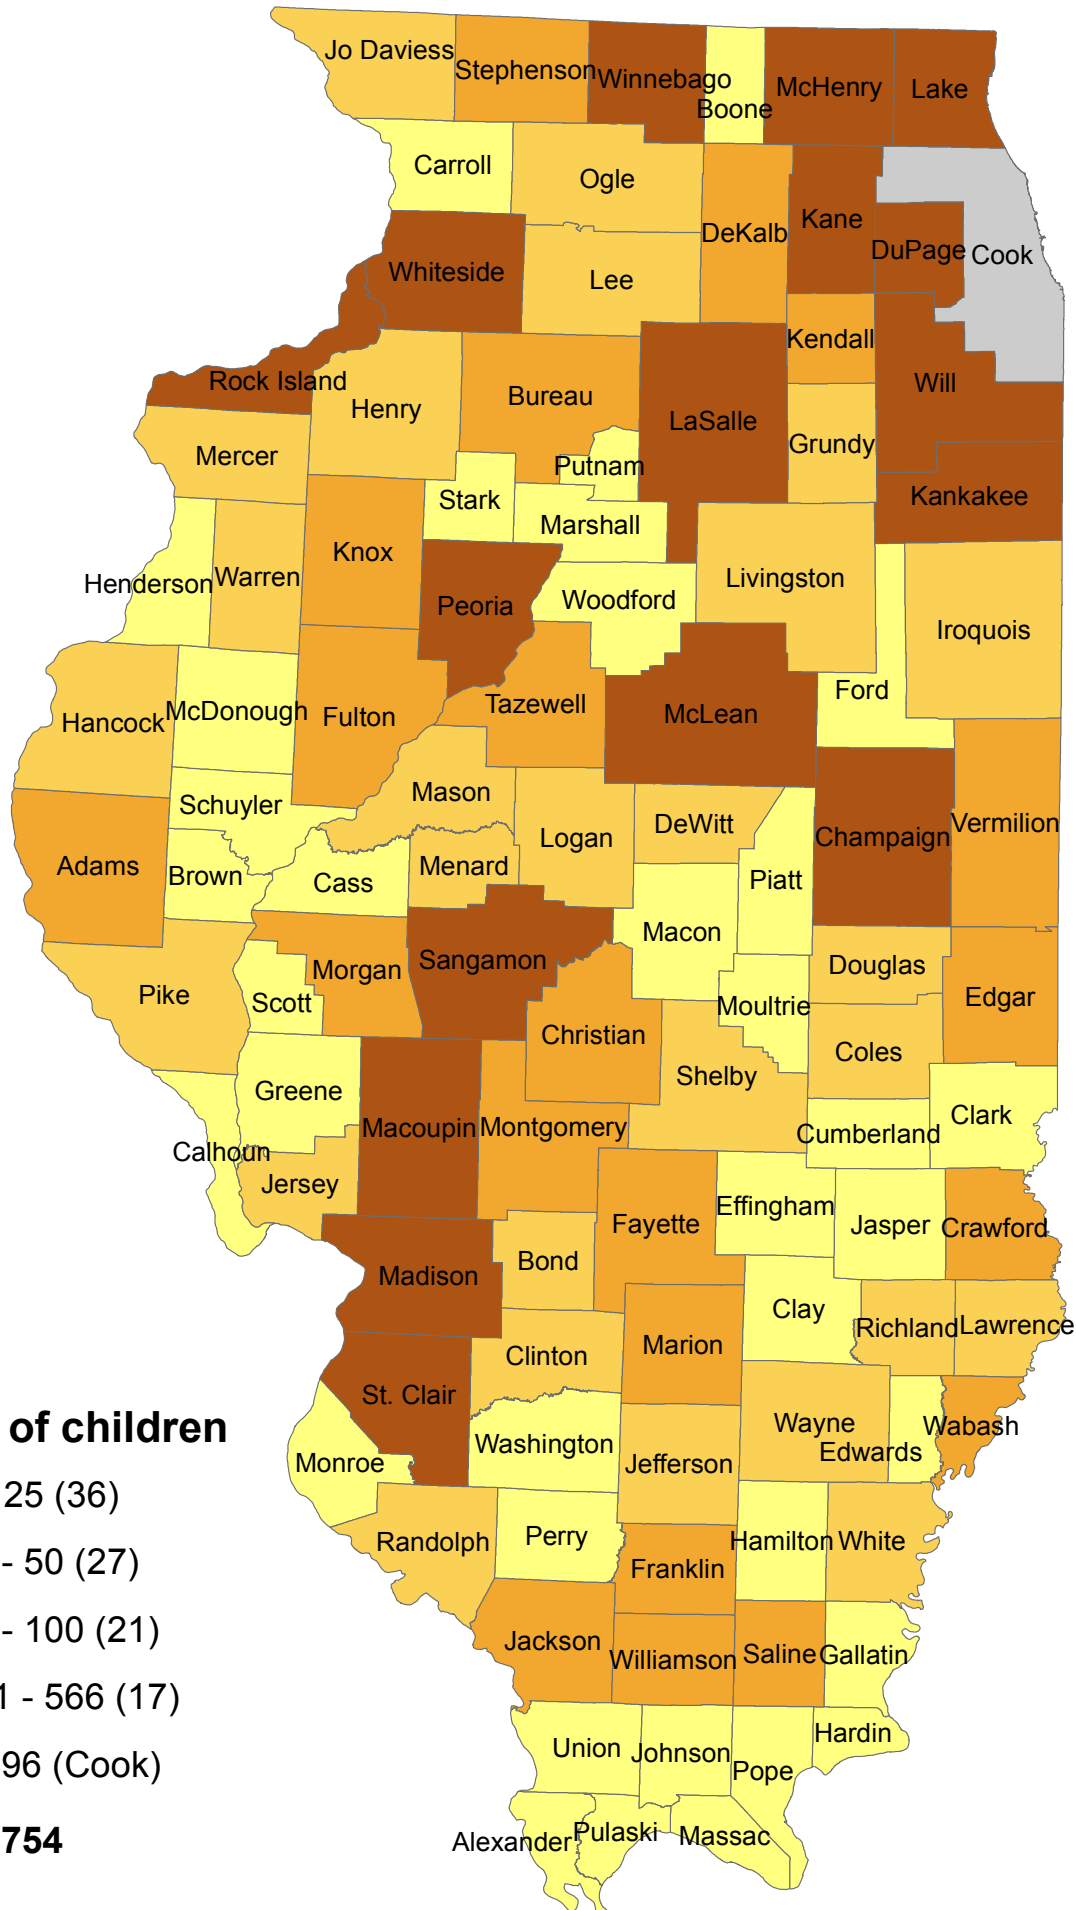 Jo Daviess
Stephenson
Winnebago
Boone
McHenry
Lake
Carroll
Ogle
DeKalb
Kane
DuPage
Cook
Whiteside
Lee
Kendall
Rock Island
Henry
Bureau
LaSalle
Will
Grundy
Mercer
Putnam
Kankakee
Stark
Marshall
Knox
Henderson
Warren
Peoria
Woodford
Livingston
Iroquois
Ford
Hancock
McDonough
Fulton
Tazewell
McLean
Mason
Schuyler
Logan
DeWitt
Champaign
Vermilion
Adams
Brown
Cass
Menard
Piatt
Macon
Sangamon
Morgan
Pike
Scott
Douglas
Edgar
Moultrie
Christian
Coles
Shelby
Greene
Macoupin
Montgomery
Cumberland
Clark
Calhoun
Jersey
Effingham
Fayette
Jasper
Crawford
Bond
Madison
Clay
Richland
Lawrence
Marion
Clinton
St. Clair
Wayne
Wabash
Edwards
Washington
Monroe
Jefferson
Randolph
Perry
Hamilton
White
Franklin
Jackson
Williamson
Saline
Gallatin
Union
Johnson
Pope
Hardin
Alexander
Pulaski
Massac
of children
25 (36)
- 50 (27)
- 100 (21)
1 - 566 (17)
96 (Cook)
754